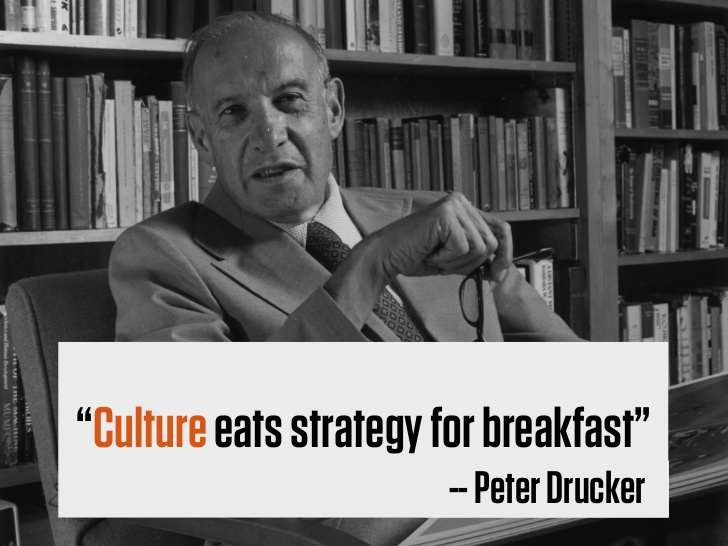 “Culture eats strategy for breakfast”
-- Peter Drucker